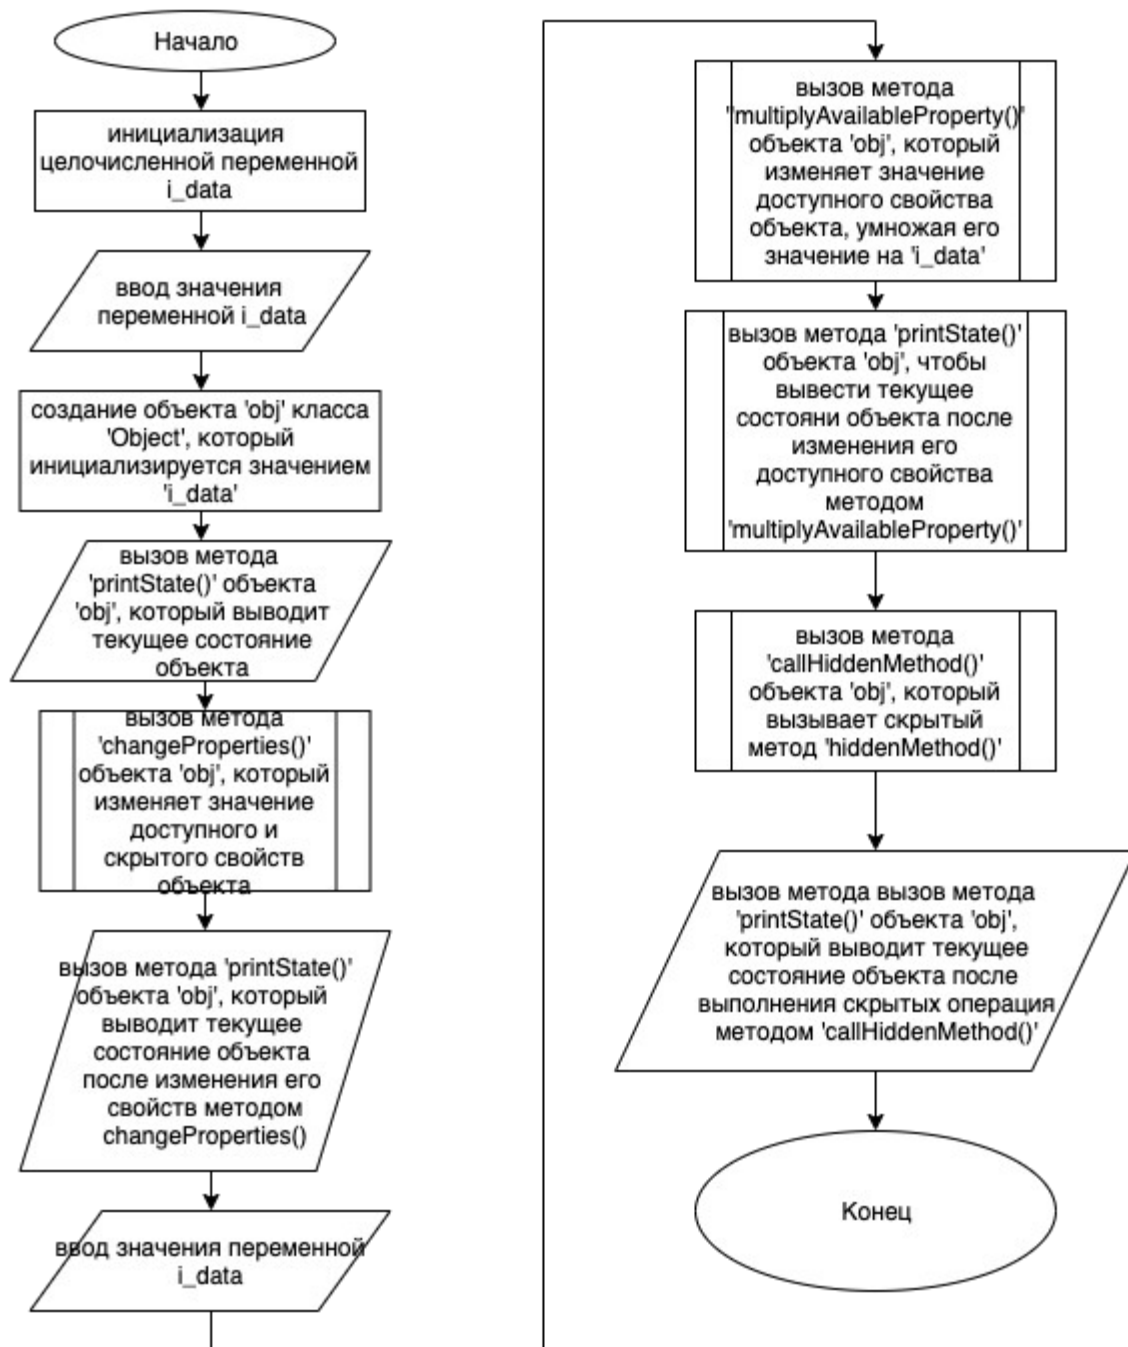 Начало
инициализация
целочисленной переменной
i_data
ввод значения
переменной i_data
создание объекта 'obj' класса
'Object', который
инициализируется значением
'i_data'
вызов метода
'printState()' объекта
'obj', который выводит
текущее состояние
объекта
вызов метода
'changeProperties()'
объекта 'obj', который
изменяет значение
доступного и
скрытого свойств
объекта
вызов метода 'printState()'
объекта 'obj', который
выводит текущее
состояние объекта
после изменения его
свойств методом
changeProperties()
ввод значения переменной
i_data
вызов метода
"multiplyAvailableProperty()'
объекта 'obj', который
изменяет значение
доступного свойства
объекта, умножая его
значение на 'i_data'
вызов метода 'printState()'
объекта 'obj', чтобы
вывести текущее
состояни объекта после
изменения его
доступного свойства
методом
'multiplyAvailableProperty()'
вызов метода
'callHiddenMethod()'
объекта 'obj', который
вызывает скрытый
метод 'hiddenMethod()'
вызов метода вызов метода
'printState()' объекта 'obj',
который выводит текущее
состояние объекта после
выполнения скрытых операция
методом 'callHiddenMethod()'
Конец